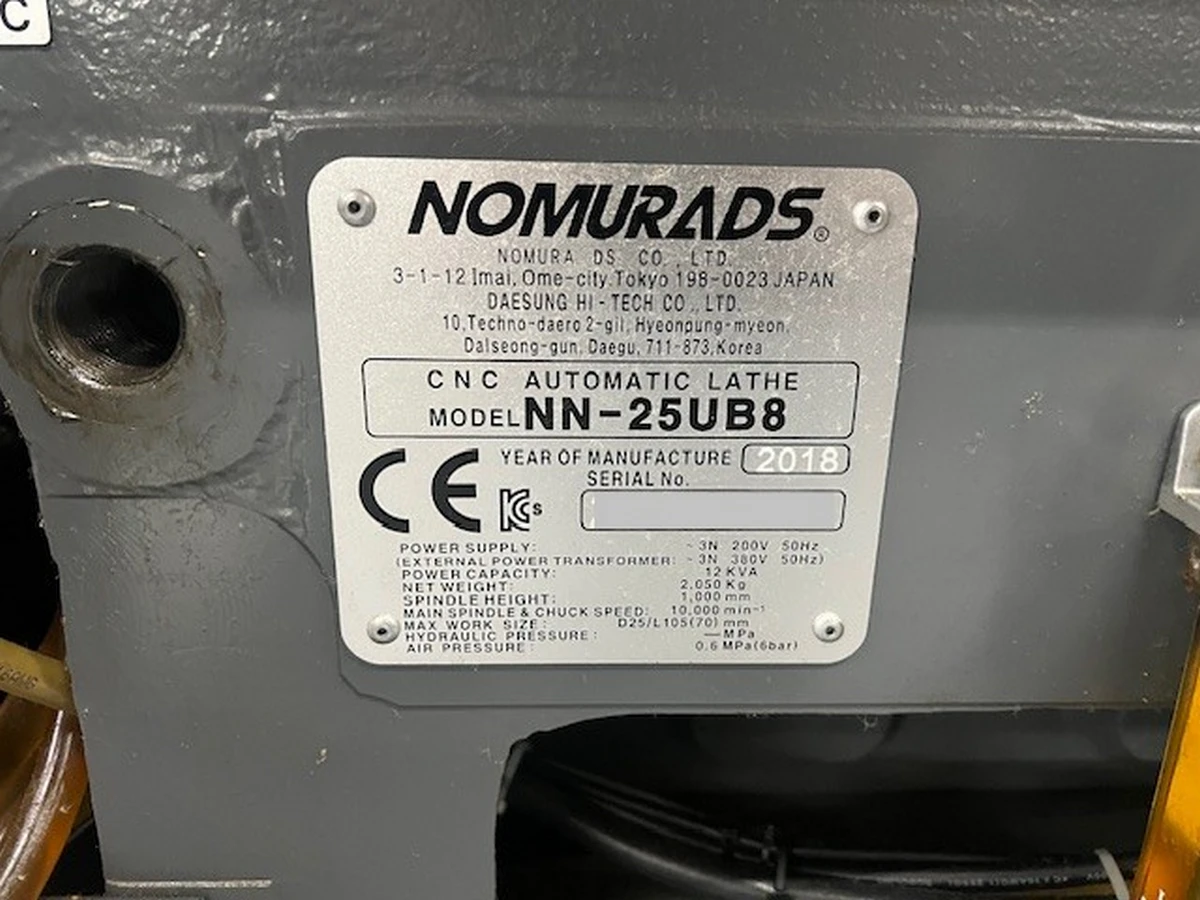 C
NOMURADS®
NOMURA DS CO., LTD.
3-1-12 Imai, Ome-city, Tokyo 198-0023 JAPAN
DAESUNG HI-TECH CO., LTD.
10, Techno-daero 2-gil, Hyeonpung-myeon,
Dalseong-gun, Daegu, 711-873, Korea
CNC AUTOMATIC LATHE
MODEL NN-25UB8
CE YEAR OF MANUFACTURE 2018
SERIAL No.
KCs
POWER SUPPLY: ~3N 200V 50Hz
(EXTERNAL POWER TRANSFORMER: ~3N 380V 50Hz)
POWER CAPACITY: 12 KVA
NET WEIGHT: 2,050 Kg
SPINDLE HEIGHT: 1,000 mm
MAIN SPINDLE & CHUCK SPEED: 10,000 min⁻¹
MAX WORK SIZE: D25/L105(70) mm
HYDRAULIC PRESSURE: — MPa
AIR PRESSURE: 0.6 MPa(6bar)